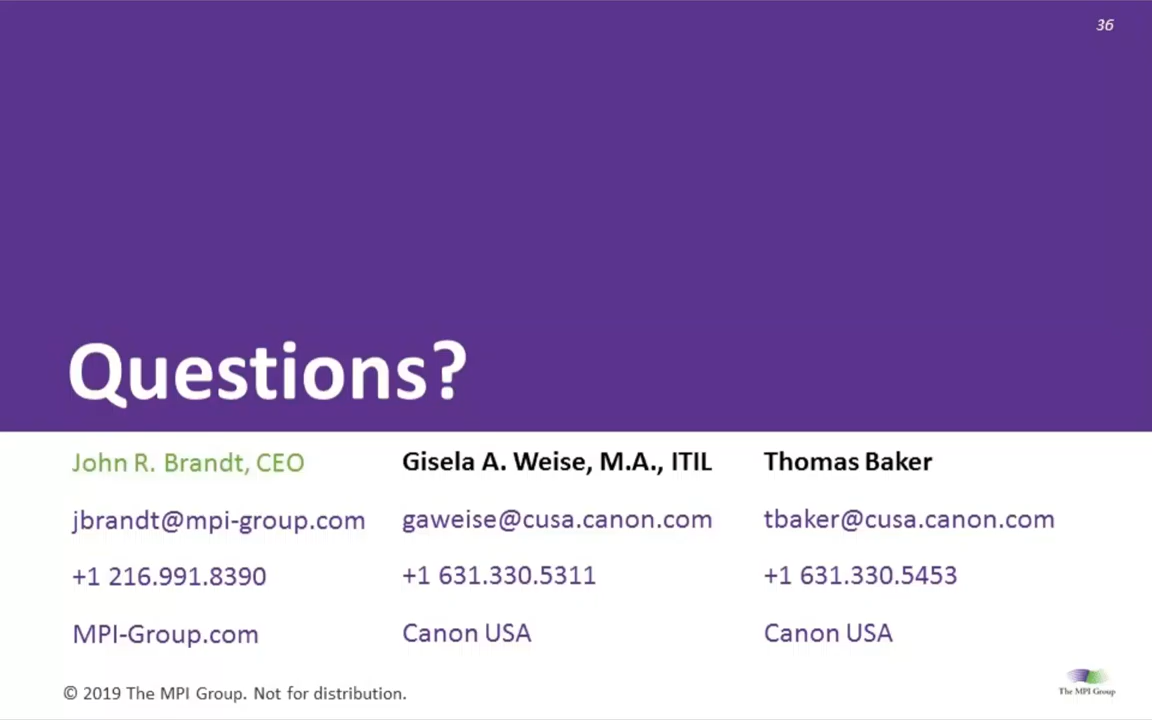 36
Questions?
John R. Brandt, CEO
jbrandt@mpi-group.com
+1 216.991.8390
MPI-Group.com
Gisela A. Weise, M.A., ITIL
gaweise@cusa.canon.com
+1 631.330.5311
Canon USA
Thomas Baker
tbaker@cusa.canon.com
+1 631.330.5453
Canon USA
© 2019 The MPI Group. Not for distribution.
The MPI Group